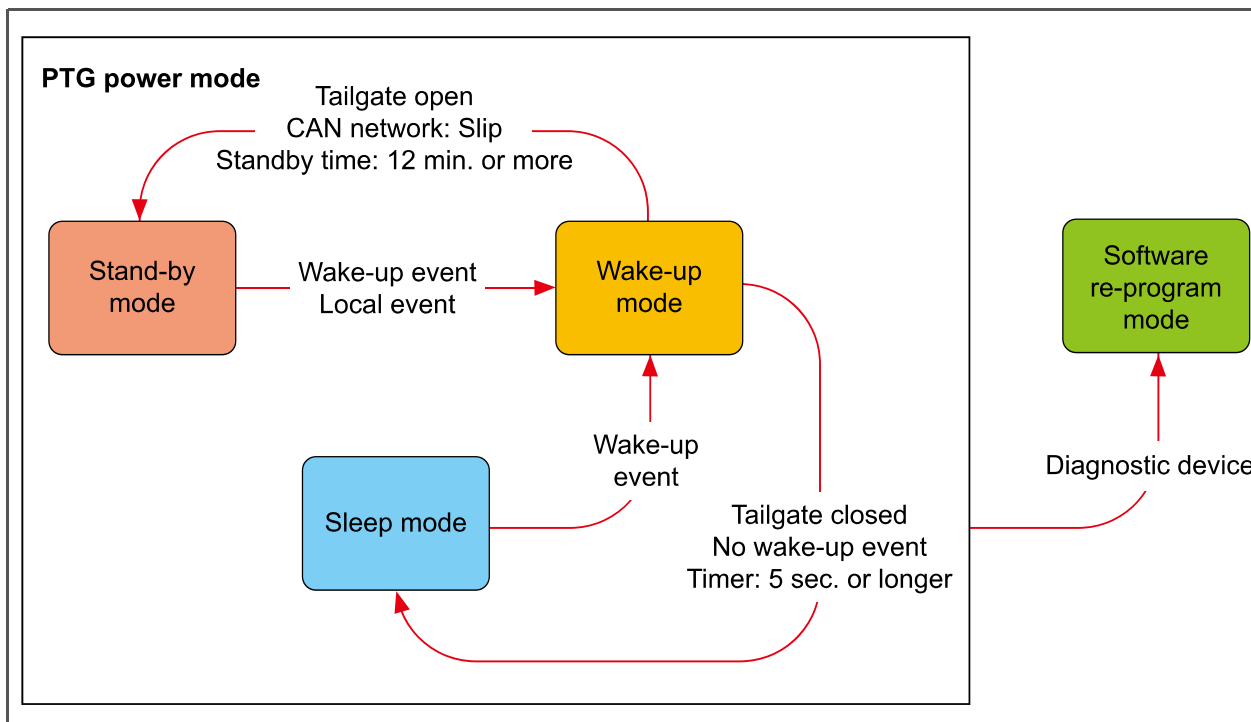 PTG power mode
Tailgate open
CAN network: Slip
Standby time: 12 min. or more
Stand-by
mode
Wake-up event
Local event
Wake-up
mode
Software
re-program
mode
Sleep mode
Wake-up
event
Tailgate closed
No wake-up event
Timer: 5 sec. or longer
Diagnostic device